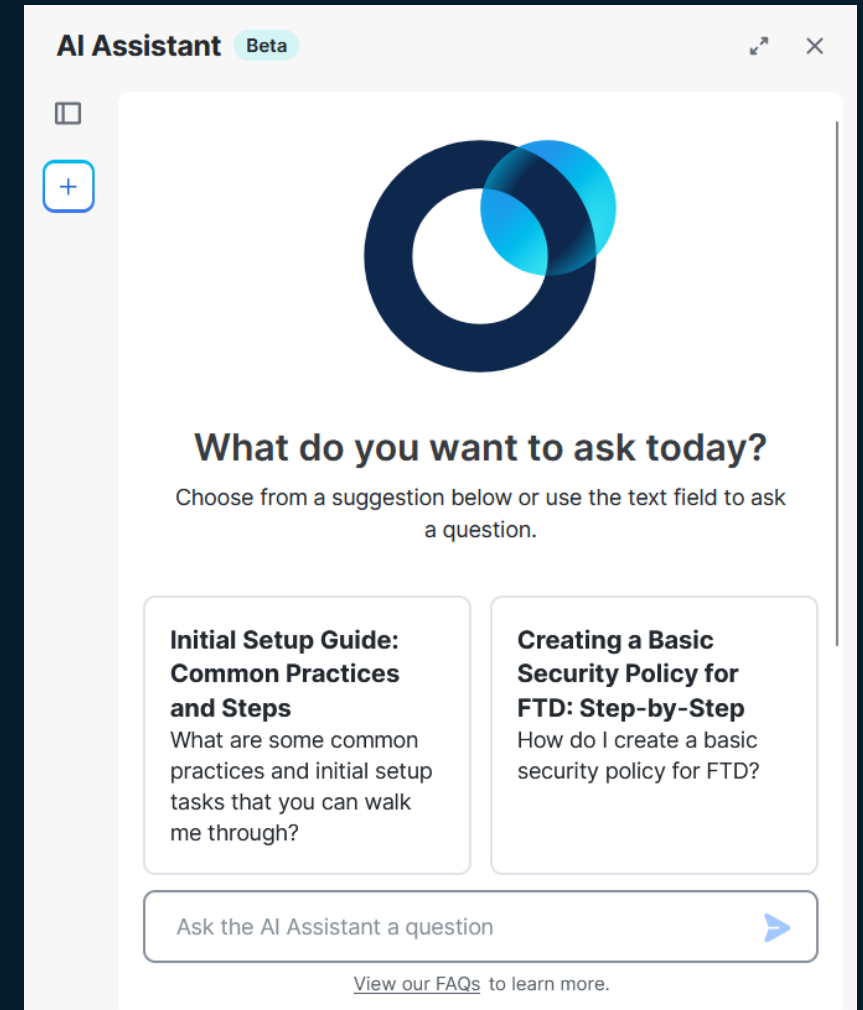 AI Assistant Beta
What do you want to ask today?
Choose from a suggestion below or use the text field to ask
a question.
Initial Setup Guide:
Common Practices
and Steps
What are some common
practices and initial setup
tasks that you can walk
me through?
Creating a Basic
Security Policy for
FTD: Step-by-Step
How do I create a basic
security policy for FTD?
Ask the AI Assistant a question
View our FAQs to learn more.